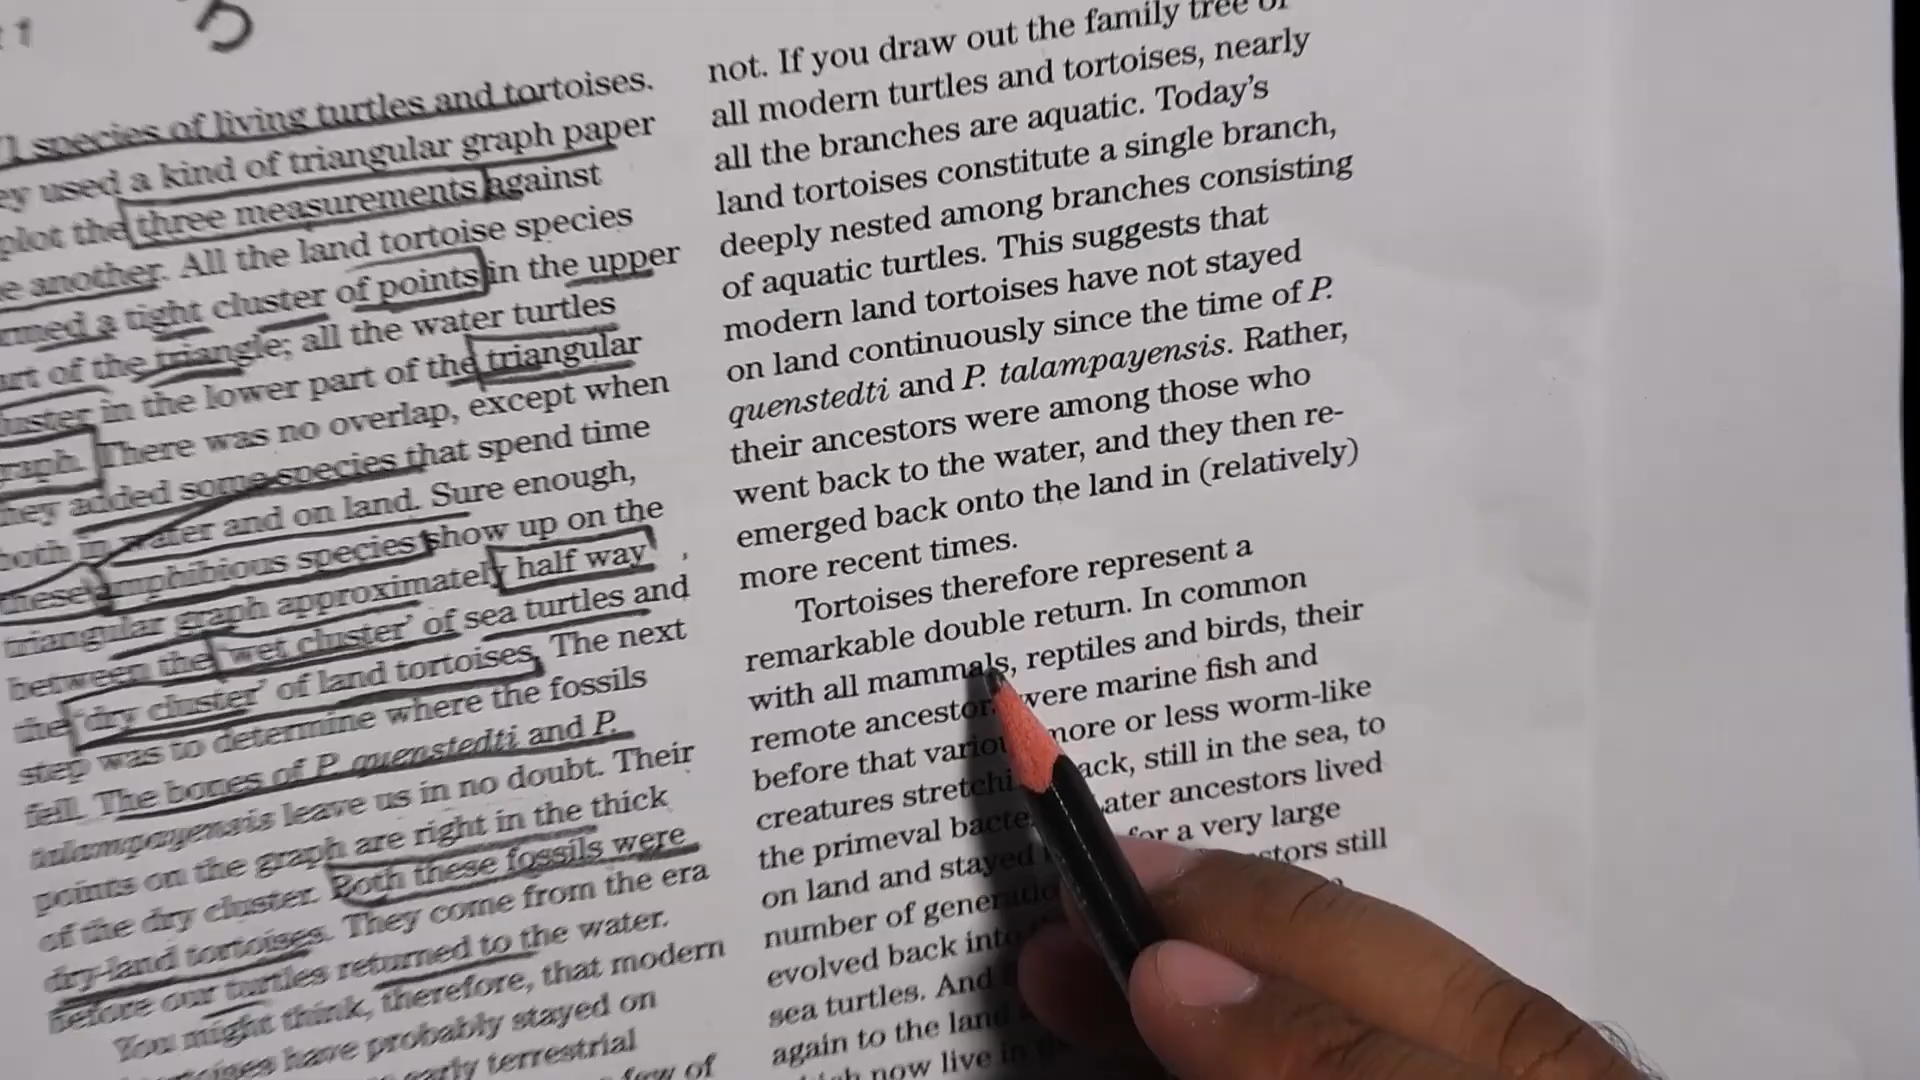 1
5
1 species of living turtles and tortoises.
ey used a kind of triangular graph paper
plot the three measurements against
e another. All the land tortoise species
rmed a tight cluster of points in the upper
art of the triangle; all the water turtles
luster in the lower part of the triangular
raph. There was no overlap, except when
hey added some species that spend time
both in water and on land. Sure enough,
these amphibious species show up on the
triangular graph approximately half way
between the 'wet cluster' of sea turtles and
the 'dry cluster' of land tortoises. The next
step was to determine where the fossils
fell. The bones of P. quenstedti and P.
talampayensis leave us in no doubt. Their
points on the graph are right in the thick
of the dry cluster. Both these fossils were
dry-land tortoises. They come from the era
before our turtles returned to the water.
You might think, therefore, that modern
have probably stayed on
early terrestrial
few of
not. If you draw out the family tree of
all modern turtles and tortoises, nearly
all the branches are aquatic. Today's
land tortoises constitute a single branch,
deeply nested among branches consisting
of aquatic turtles. This suggests that
modern land tortoises have not stayed
on land continuously since the time of P.
quenstedti and P. talampayensis. Rather,
their ancestors were among those who
went back to the water, and they then re-
emerged back onto the land in (relatively)
more recent times.
Tortoises therefore represent a
remarkable double return. In common
with all mammals, reptiles and birds, their
remote ancestor were marine fish and
before that more or less worm-like
creatures ack, still in the sea, to
the primeval ater ancestors lived
on land and stayed for a very large
number of stors still
evolved back
sea turtles. And
again to the land
now live in